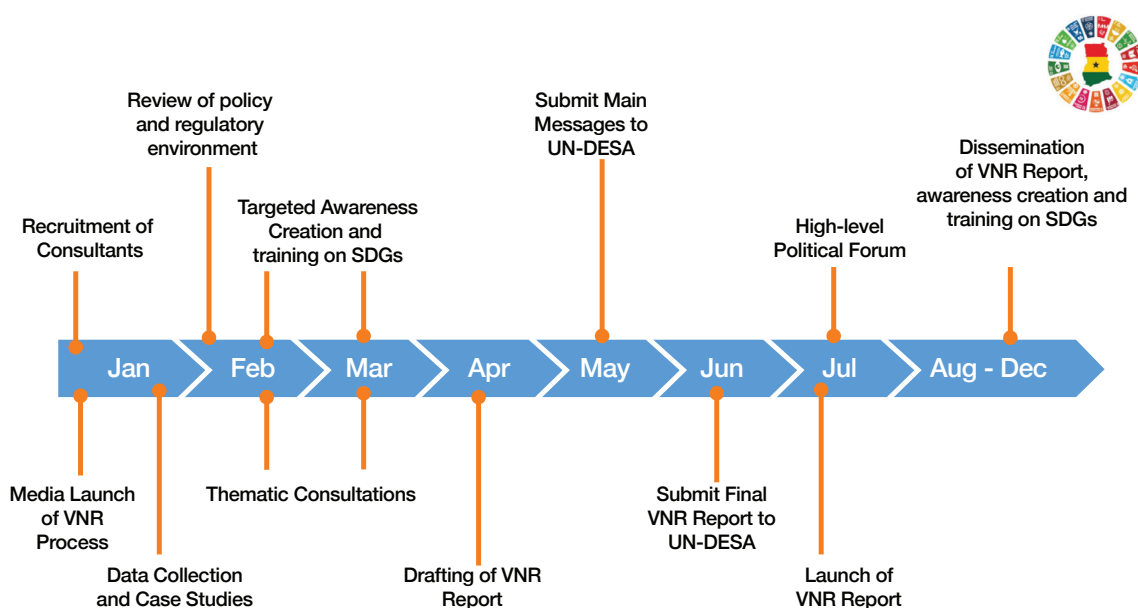 Review of policy
and regulatory
environment
Submit Main
Messages to
UN-DESA
Dissemination
of VNR Report,
awareness creation and
training on SDGs
Recruitment of
Consultants
Targeted Awareness
Creation and
training on SDGs
High-level
Political Forum
Jan
Feb
Mar
Apr
May
Jun
Jul
Aug - Dec
Media Launch
of VNR
Process
Thematic Consultations
Submit Final
VNR Report to
UN-DESA
Data Collection
and Case Studies
Drafting of VNR
Report
Launch of
VNR Report